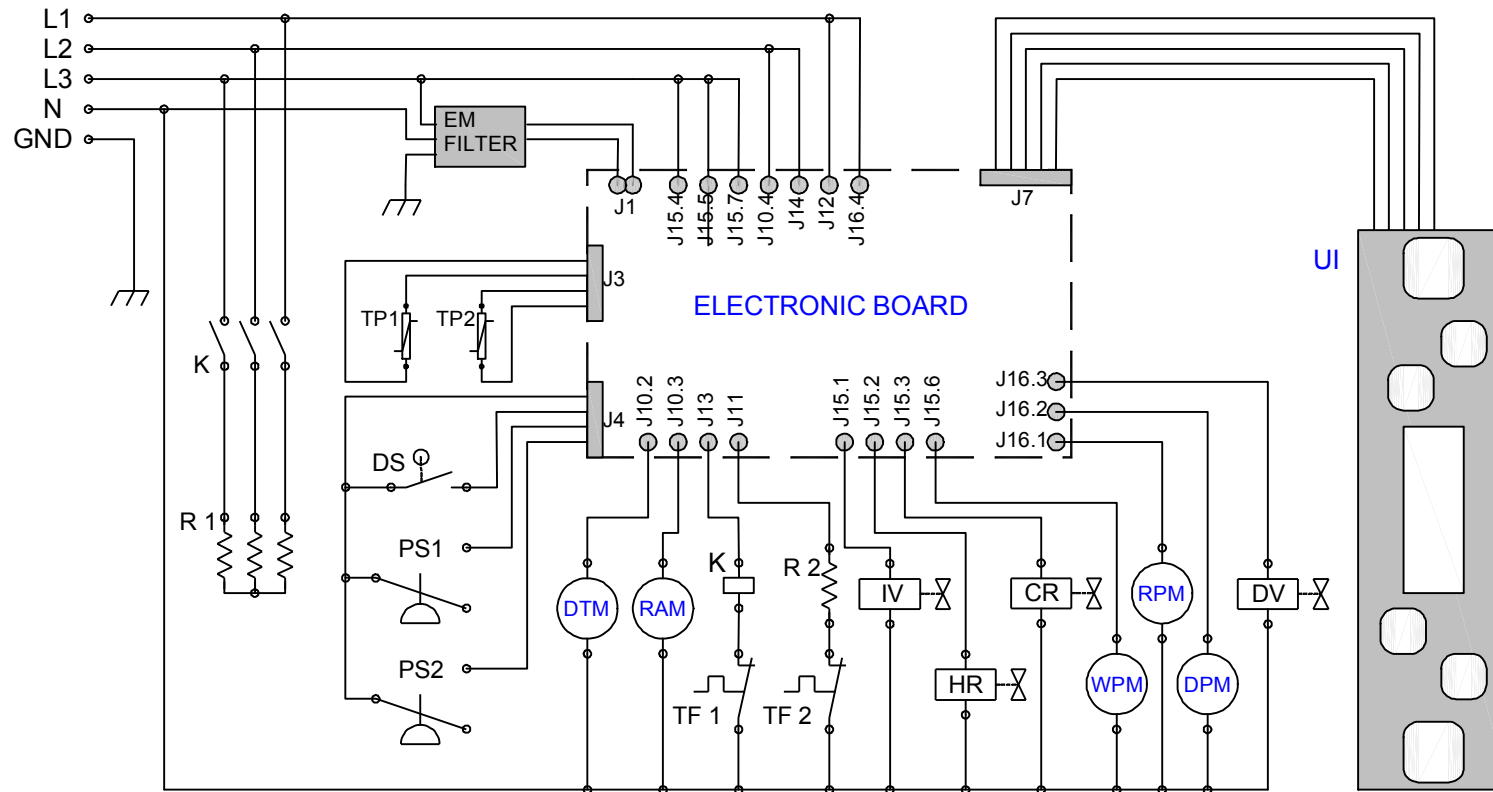 L1
L2
L3
N
GND
EM
FILTER
J1
J15.4
J15.5
J15.7
J10.4
J14
J12
J16.4
J7
UI
J3
TP1
TP2
ELECTRONIC BOARD
K
J4
J10.2
J10.3
J13
J11
J15.1
J15.2
J15.3
J15.6
J16.3
J16.2
J16.1
DS
R 1
PS1
K
R 2
DTM
RAM
IV
CR
RPM
DV
PS2
HR
WPM
DPM
TF 1
TF 2